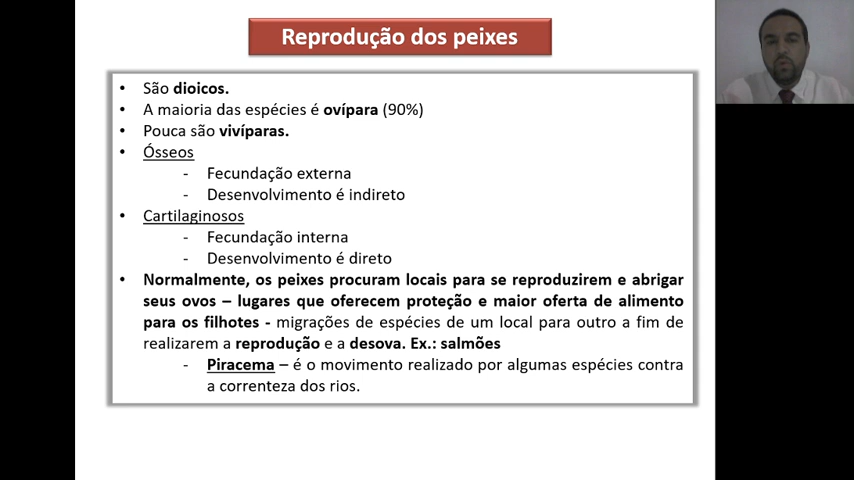 Reprodução dos peixes
• São dioicos.
• A maioria das espécies é ovípara (90%)
• Pouca são vivíparas.
• Ósseos
- Fecundação externa
- Desenvolvimento é indireto
• Cartilaginosos
- Fecundação interna
- Desenvolvimento é direto
• Normalmente, os peixes procuram locais para se reproduzirem e abrigar
seus ovos – lugares que oferecem proteção e maior oferta de alimento
para os filhotes - migrações de espécies de um local para outro a fim de
realizarem a reprodução e a desova. Ex.: salmões
- Piracema – é o movimento realizado por algumas espécies contra
a correnteza dos rios.